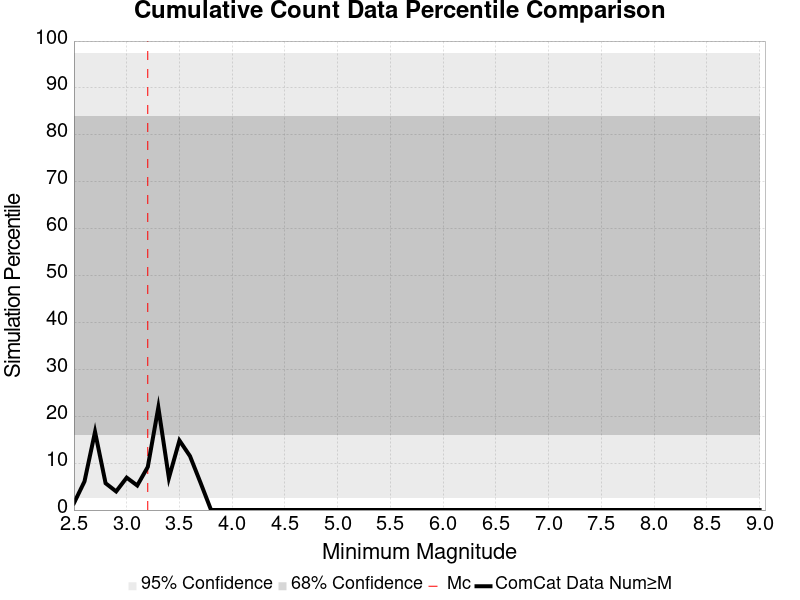 Cumulative Count Data Percentile Comparison
100
90
80
70
60
50
40
30
20
10
0
Simulation Percentile
2.5 3.0 3.5 4.0 4.5 5.0 5.5 6.0 6.5 7.0 7.5 8.0 8.5 9.0
Minimum Magnitude
95% Confidence 68% Confidence Mc ComCat Data Num≥M